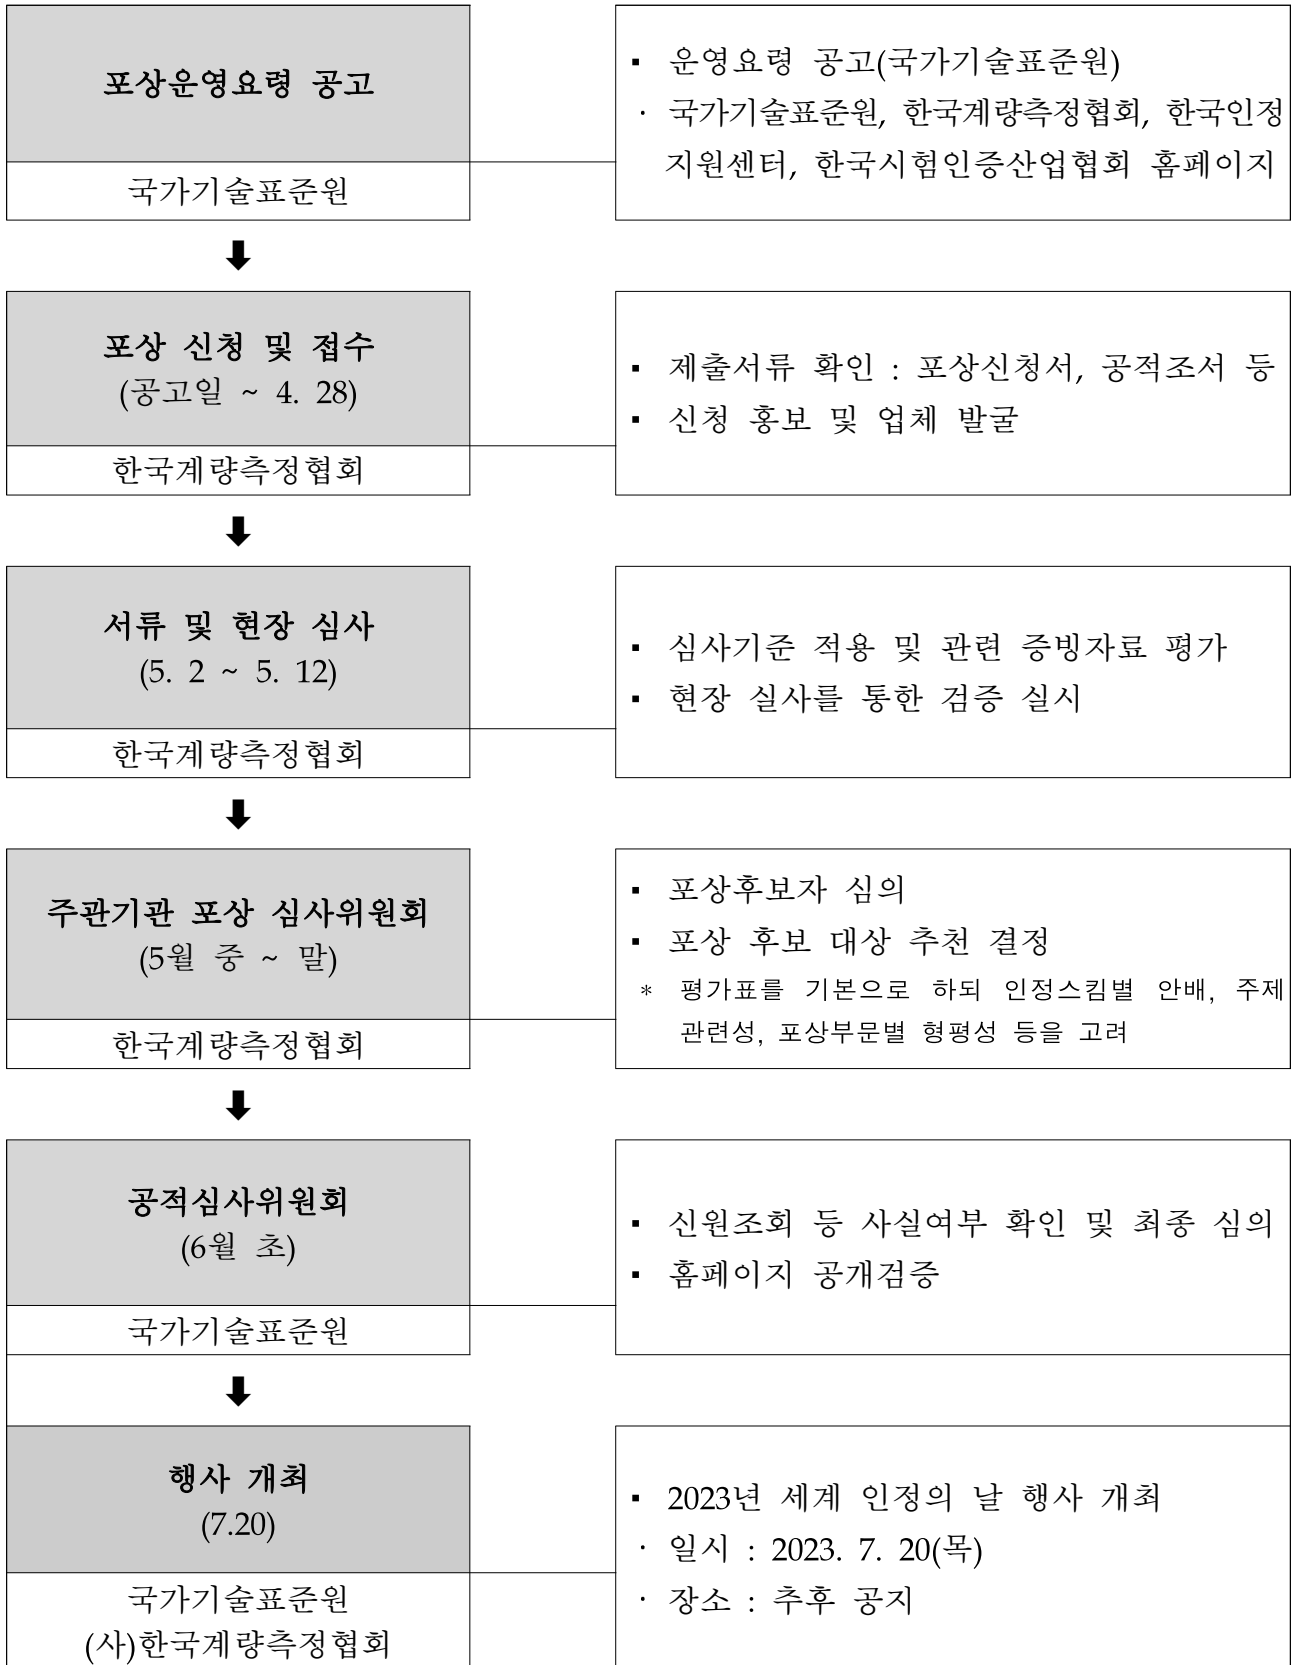 포상운영요령 공고
국가기술표준원
▪ 운영요령 공고(국가기술표준원)
· 국가기술표준원, 한국계량측정협회, 한국인정
지원센터, 한국시험인증산업협회 홈페이지
포상 신청 및 접수
(공고일 ~ 4. 28)
한국계량측정협회
▪ 제출서류 확인 : 포상신청서, 공적조서 등
▪ 신청 홍보 및 업체 발굴
서류 및 현장 심사
(5. 2 ~ 5. 12)
한국계량측정협회
▪ 심사기준 적용 및 관련 증빙자료 평가
▪ 현장 실사를 통한 검증 실시
주관기관 포상 심사위원회
(5월 중 ~ 말)
한국계량측정협회
▪ 포상후보자 심의
▪ 포상 후보 대상 추천 결정
* 평가표를 기본으로 하되 인정스킴별 안배, 주제
관련성, 포상부문별 형평성 등을 고려
공적심사위원회
(6월 초)
국가기술표준원
▪ 신원조회 등 사실여부 확인 및 최종 심의
▪ 홈페이지 공개검증
행사 개최
(7.20)
국가기술표준원
(사)한국계량측정협회
▪ 2023년 세계 인정의 날 행사 개최
· 일시 : 2023. 7. 20(목)
· 장소 : 추후 공지